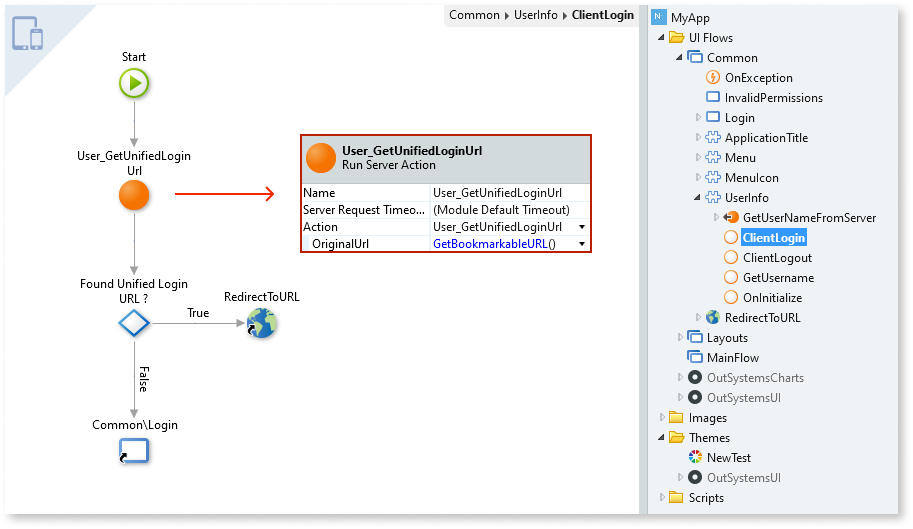 Common ▸ UserInfo ▸ ClientLogin
Start
User_GetUnifiedLogin
Url
User_GetUnifiedLoginUrl
Run Server Action
Name User_GetUnifiedLoginUrl
Server Request Timeo... (Module Default Timeout)
Action User_GetUnifiedLoginUrl
OriginalUrl GetBookmarkableURL()
Found Unified Login
URL ?
RedirectToURL
True
False
Common\Login
MyApp
UI Flows
Common
OnException
InvalidPermissions
Login
ApplicationTitle
Menu
MenuIcon
UserInfo
GetUserNameFromServer
ClientLogin
ClientLogout
GetUsername
OnInitialize
RedirectToURL
Layouts
MainFlow
OutSystemsCharts
OutSystemsUI
Images
Themes
NewTest
OutSystemsUI
Scripts